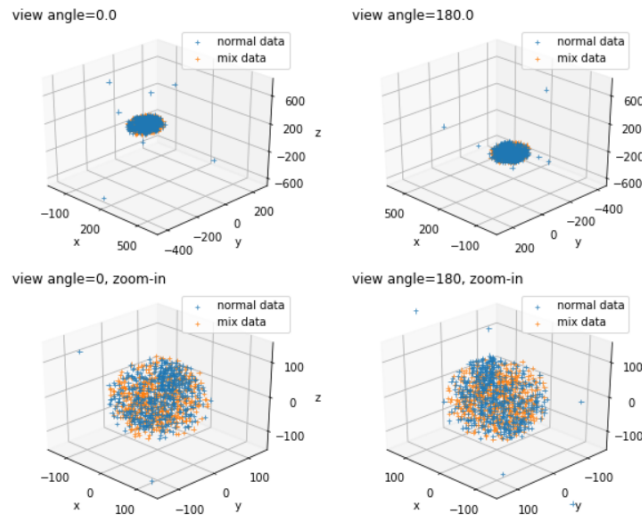 view angle=0.0
normal data
mix data
600
200
−200
−600
z
−100
200
500
x
−400
−200
0
200
y
view angle=180.0
normal data
mix data
600
200
−200
−600
500
200
−100
x
200
0
−200
−400
y
view angle=0, zoom-in
normal data
mix data
100
0
−100
z
−100
0
100
x
−100
0
100
y
view angle=180, zoom-in
normal data
mix data
100
0
−100
100
0
−100
x
100
0
−100
y